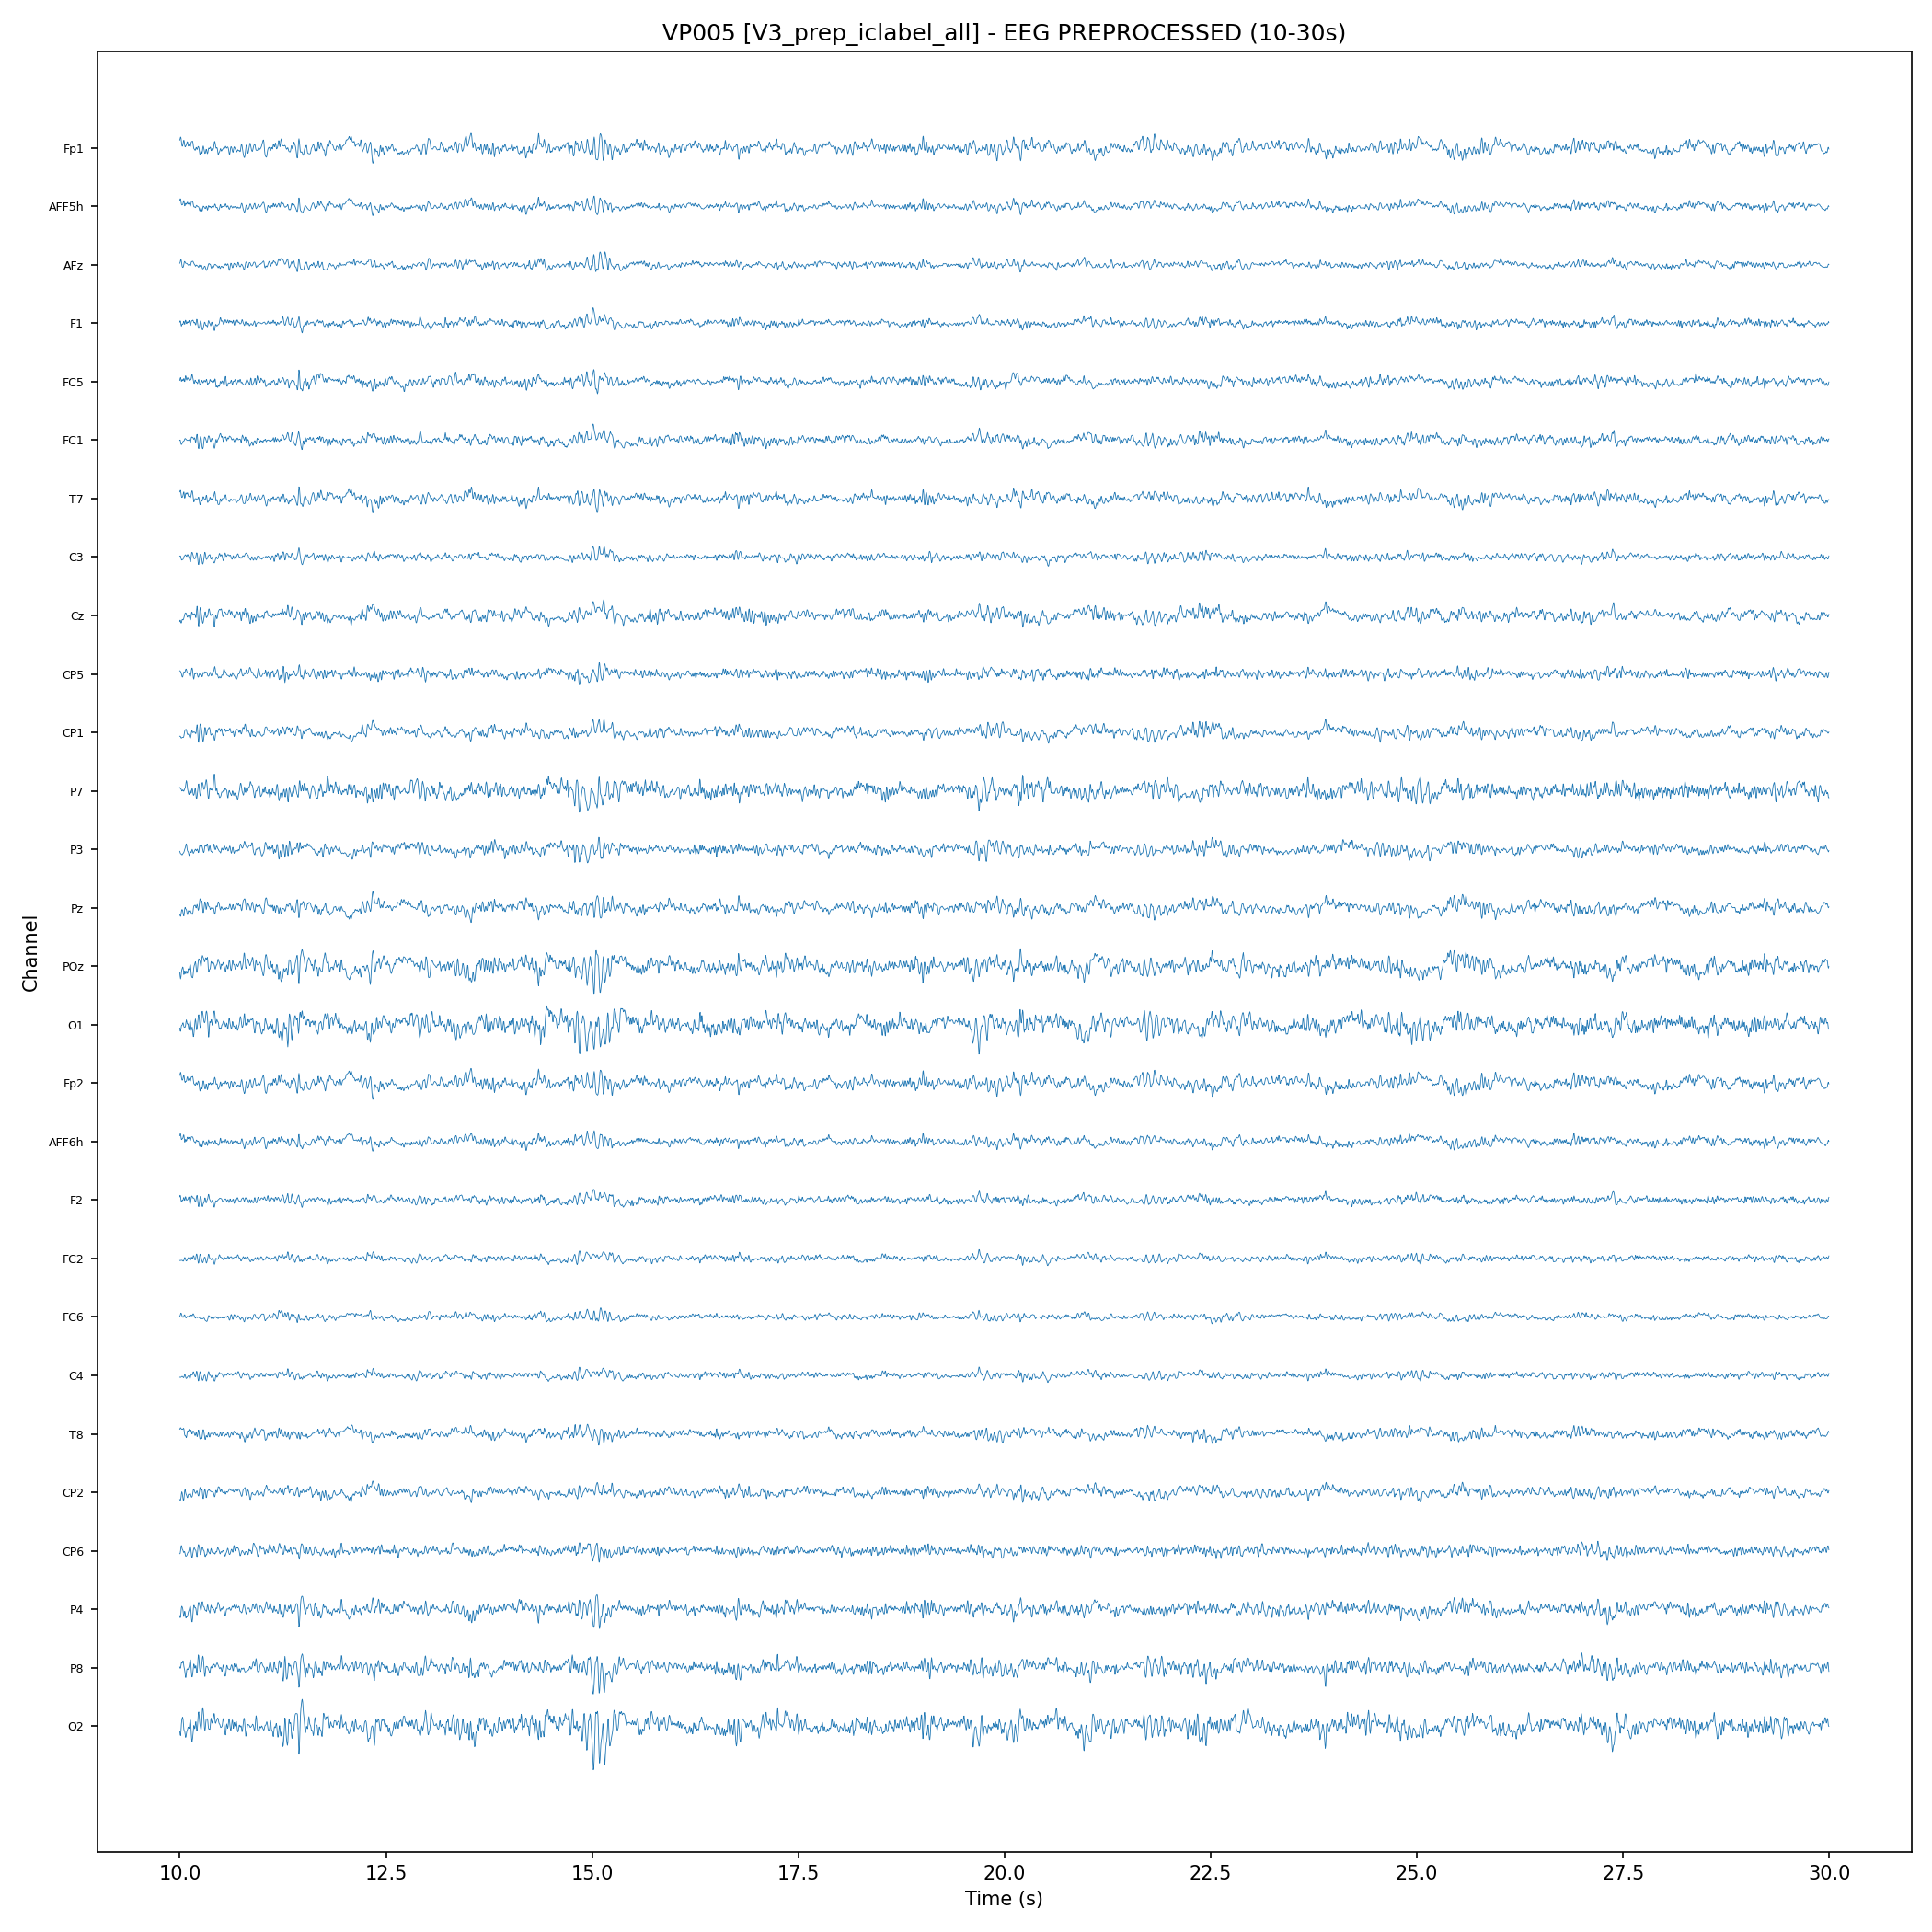 VP005 [V3_prep_iclabel_all] - EEG PREPROCESSED (10-30s)
Fp1
AFF5h
AFz
F1
FC5
FC1
T7
C3
Cz
CP5
CP1
P7
P3
Pz
POz
O1
Fp2
AFF6h
F2
FC2
FC6
C4
T8
CP2
CP6
P4
P8
O2
Channel
10.0 12.5 15.0 17.5 20.0 22.5 25.0 27.5 30.0
Time (s)